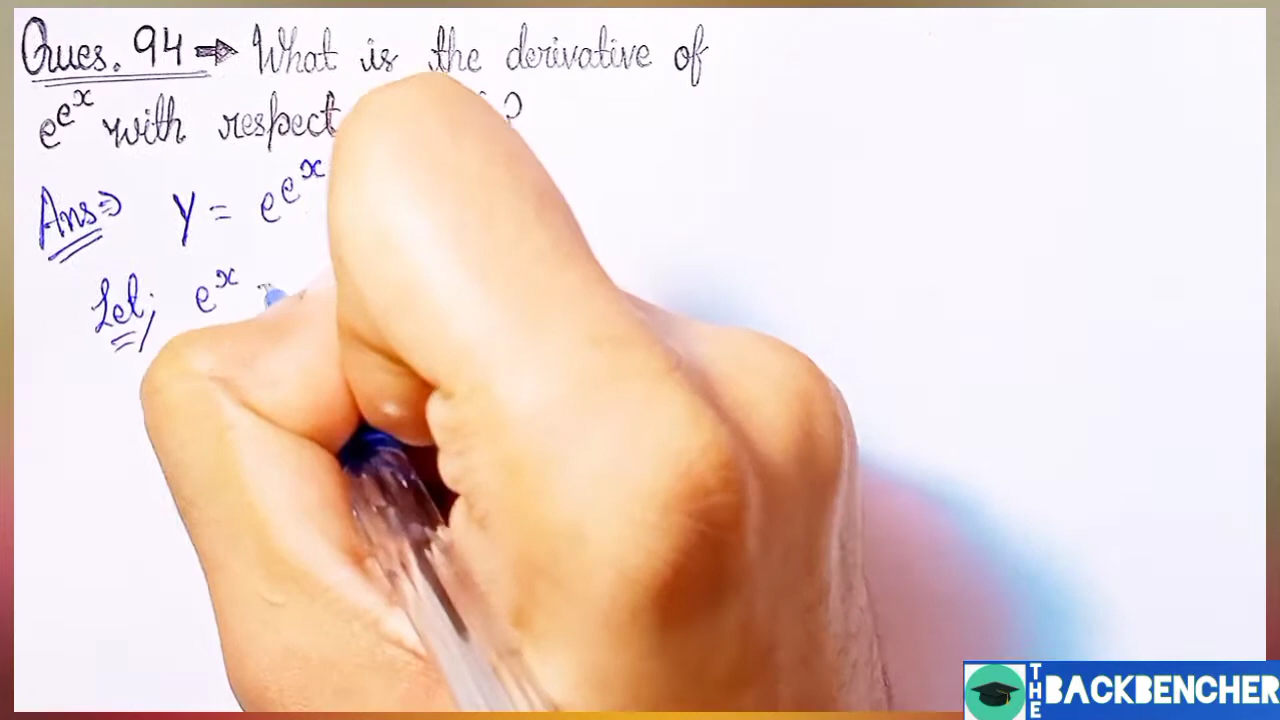 Ques. 94 ⇒ What is the derivative of
e^e^x with respect ?
Ans ⇒ y = e^e^x
Let; e^x
THE BACKBENCHER